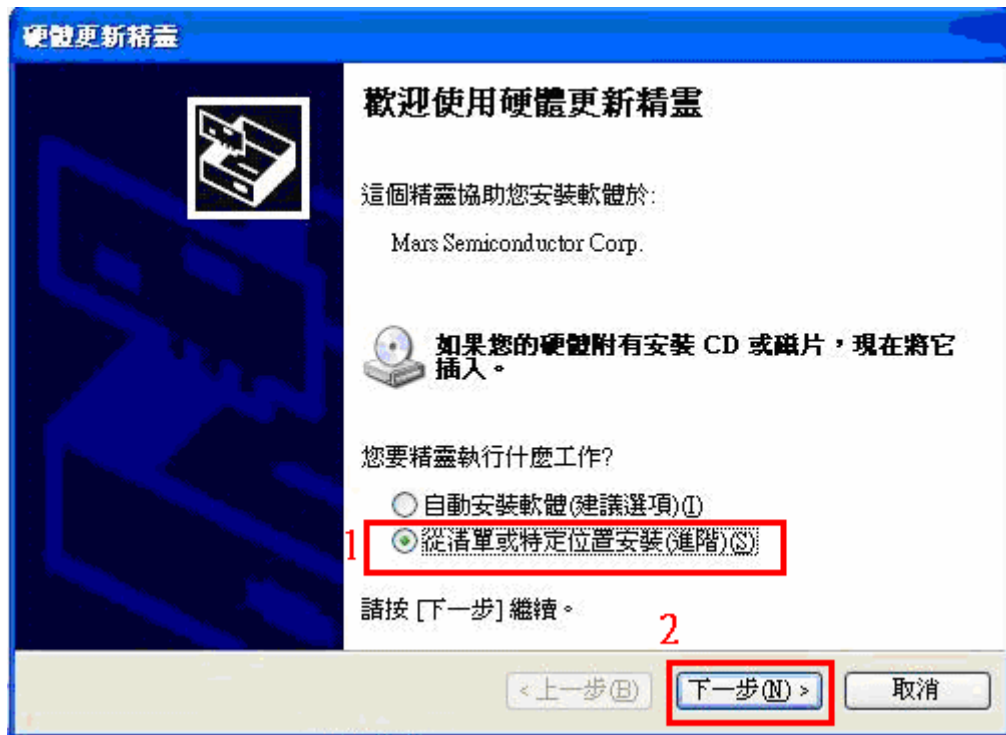 硬體更新精靈
歡迎使用硬體更新精靈
這個精靈協助您安裝軟體於:
Mars Semiconductor Corp.
如果您的硬體附有安裝 CD 或磁片，現在將它
插入。
您要精靈執行什麼工作?
自動安裝軟體(建議選項)(I)
1 從清單或特定位置安裝(進階)(S)
請按 [下一步] 繼續。
2
<上一步(B) 下一步(N) > 取消